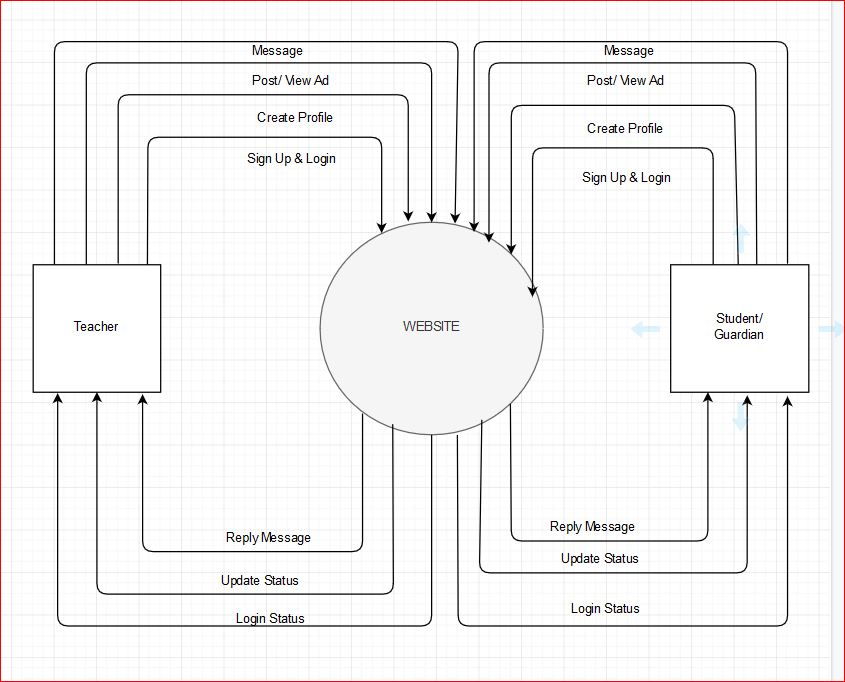 Message
Post/ View Ad
Create Profile
Sign Up & Login
Message
Post/ View Ad
Create Profile
Sign Up & Login
Teacher
WEBSITE
Student/
Guardian
Reply Message
Update Status
Login Status
Reply Message
Update Status
Login Status